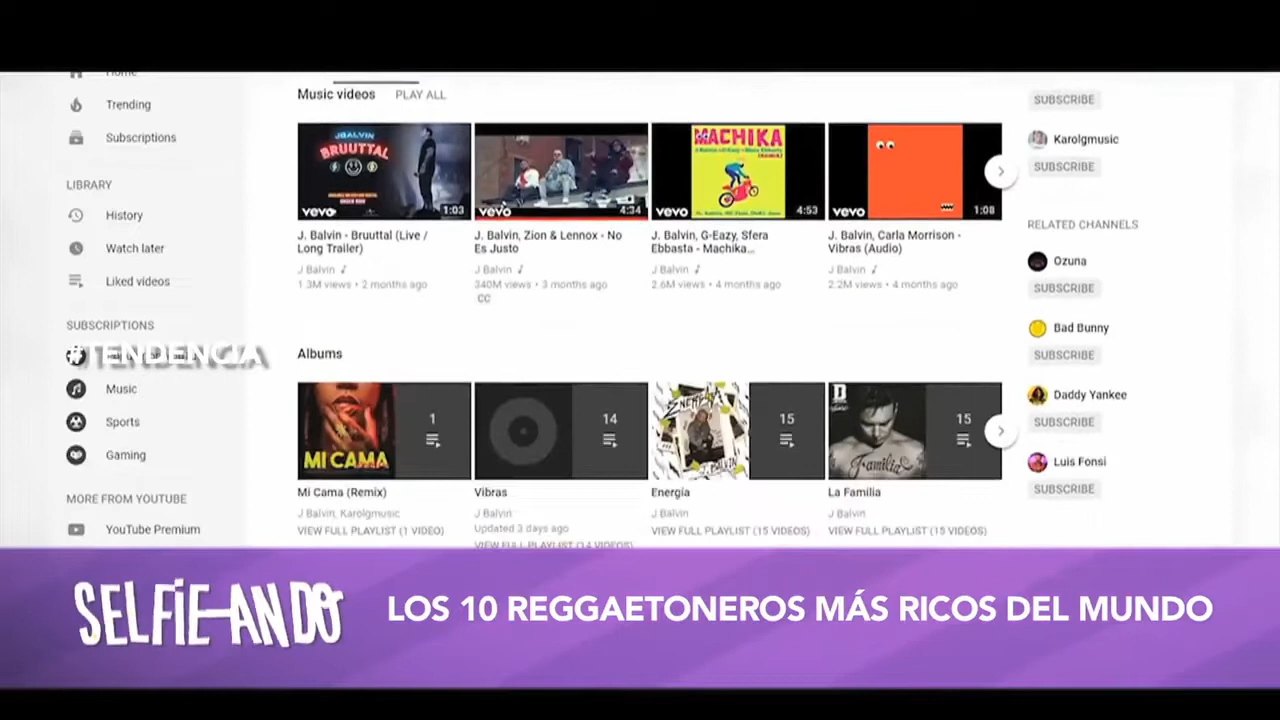 Home
Trending
Subscriptions
LIBRARY
History
Watch later
Liked videos
SUBSCRIPTIONS
#TENDENCIA
Music
Sports
Gaming
MORE FROM YOUTUBE
YouTube Premium
Music videos PLAY ALL
JBALVIN
BRUUTTAL
vevo 1:03
vevo 4:34
MACHIKA
vevo 4:53
vevo 1:08
J. Balvin - Bruuttal (Live /
Long Trailer)
J Balvin
1.3M views • 2 months ago
J. Balvin, Zion & Lennox - No
Es Justo
J Balvin
340M views • 3 months ago
CC
J. Balvin, G-Eazy, Sfera
Ebbasta - Machika...
J Balvin
2.6M views • 4 months ago
J. Balvin, Carla Morrison -
Vibras (Audio)
J Balvin
2.2M views • 4 months ago
Albums
MI CAMA
1
14
ENERGIA
J. BALVIN
15
Familia
15
Mi Cama (Remix)
J Balvin, Karolgmusic
VIEW FULL PLAYLIST (1 VIDEO)
Vibras
J Balvin
Updated 3 days ago
VIEW FULL PLAYLIST (14 VIDEOS)
Energía
J Balvin
VIEW FULL PLAYLIST (15 VIDEOS)
La Familia
J Balvin
VIEW FULL PLAYLIST (15 VIDEOS)
SUBSCRIBE
Karolgmusic
SUBSCRIBE
RELATED CHANNELS
Ozuna
SUBSCRIBE
Bad Bunny
SUBSCRIBE
Daddy Yankee
SUBSCRIBE
Luis Fonsi
SUBSCRIBE
SELFIE-ANDO
LOS 10 REGGAETONEROS MÁS RICOS DEL MUNDO